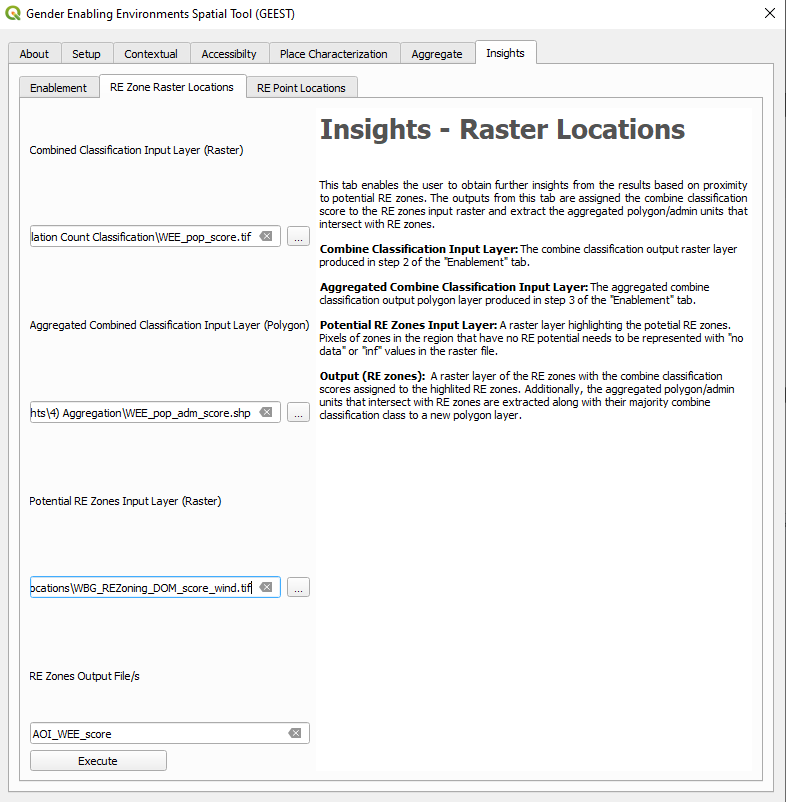 Gender Enabling Environments Spatial Tool (GEEST)
About Setup Contextual Accessibilty Place Characterization Aggregate Insights
Enablement RE Zone Raster Locations RE Point Locations
Insights - Raster Locations
Combined Classification Input Layer (Raster)
lation Count Classification\WEE_pop_score.tif ...
Aggregated Combined Classification Input Layer (Polygon)
hts\4) Aggregation\WEE_pop_adm_score.shp ...
Potential RE Zones Input Layer (Raster)
ocations\WBG_REZoning_DOM_score_wind.tif ...
RE Zones Output File/s
AOI_WEE_score
Execute
This tab enables the user to obtain further insights from the results based on proximity
to potential RE zones. The outputs from this tab are assigned the combine classification
score to the RE zones input raster and extract the aggregated polygon/admin units that
intersect with RE zones.
Combine Classification Input Layer: The combine classification output raster layer
produced in step 2 of the "Enablement" tab.
Aggregated Combine Classification Input Layer: The aggregated combine
classification output polygon layer produced in step 3 of the "Enablement" tab.
Potential RE Zones Input Layer: A raster layer highlighting the potetial RE zones.
Pixels of zones in the region that have no RE potential needs to be represented with "no
data" or "inf" values in the raster file.
Output (RE zones): A raster layer of the RE zones with the combine classification
scores assigned to the highlited RE zones. Additionally, the aggregated polygon/admin
units that intersect with RE zones are extracted along with their majority combine
classification class to a new polygon layer.